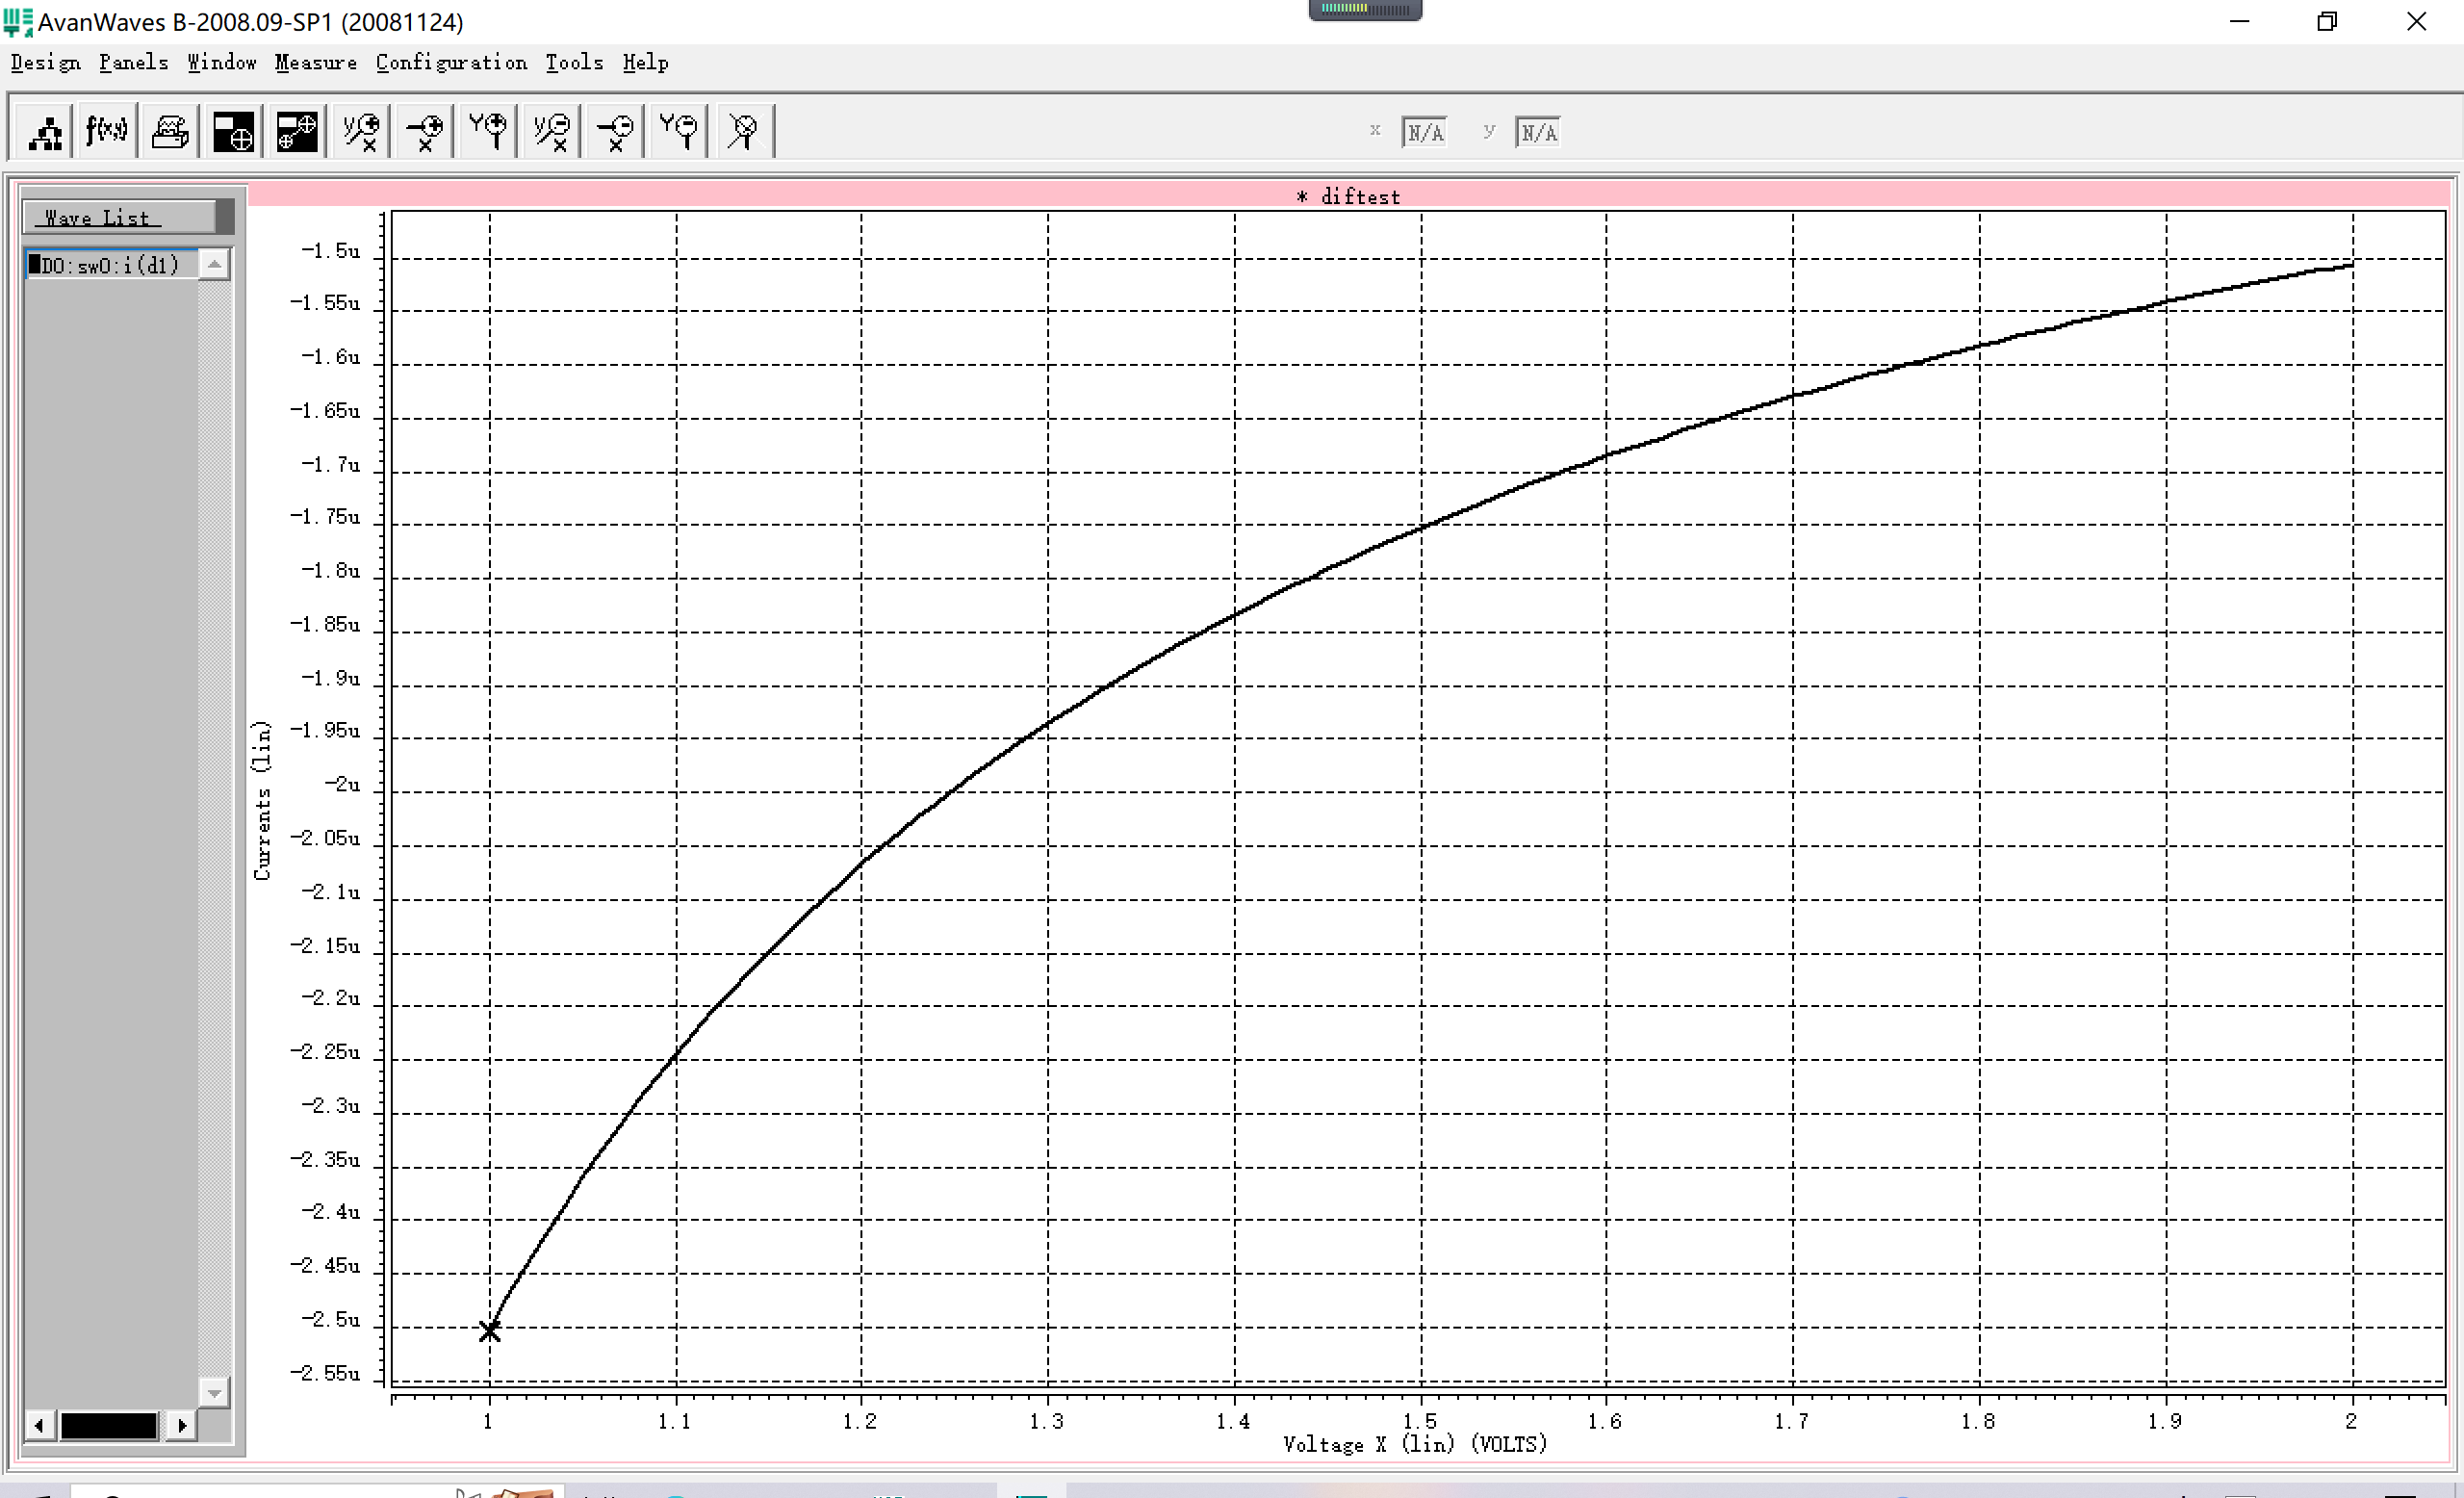 AvanWaves B-2008.09-SP1 (20081124)
Design Panels Window Measure Configuration Tools Help
f(x,y) x N/A y N/A
* diftest
Wave List
D0:sw0:i(d1)
-1.5u
-1.55u
-1.6u
-1.65u
-1.7u
-1.75u
-1.8u
-1.85u
-1.9u
-1.95u
-2u
-2.05u
-2.1u
-2.15u
-2.2u
-2.25u
-2.3u
-2.35u
-2.4u
-2.45u
-2.5u
-2.55u
Currents (lin)
1 1.1 1.2 1.3 1.4 1.5 1.6 1.7 1.8 1.9 2
Voltage X (lin) (VOLTS)